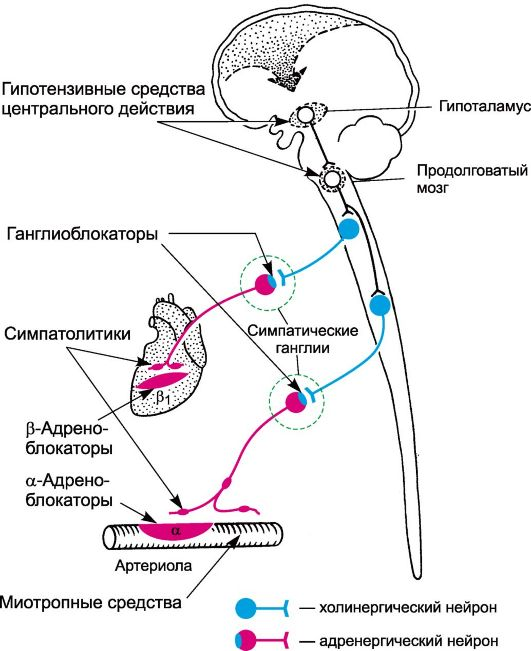 Гипотензивные средства
центрального действия
Гипоталамус
Продолговатый
мозг
Ганглиоблокаторы
Симпатические
ганглии
Симпатолитики
β1
β-Адрено-
блокаторы
α-Адрено-
блокаторы
α
Артериола
Миотропные средства
— холинергический нейрон
— адренергический нейрон